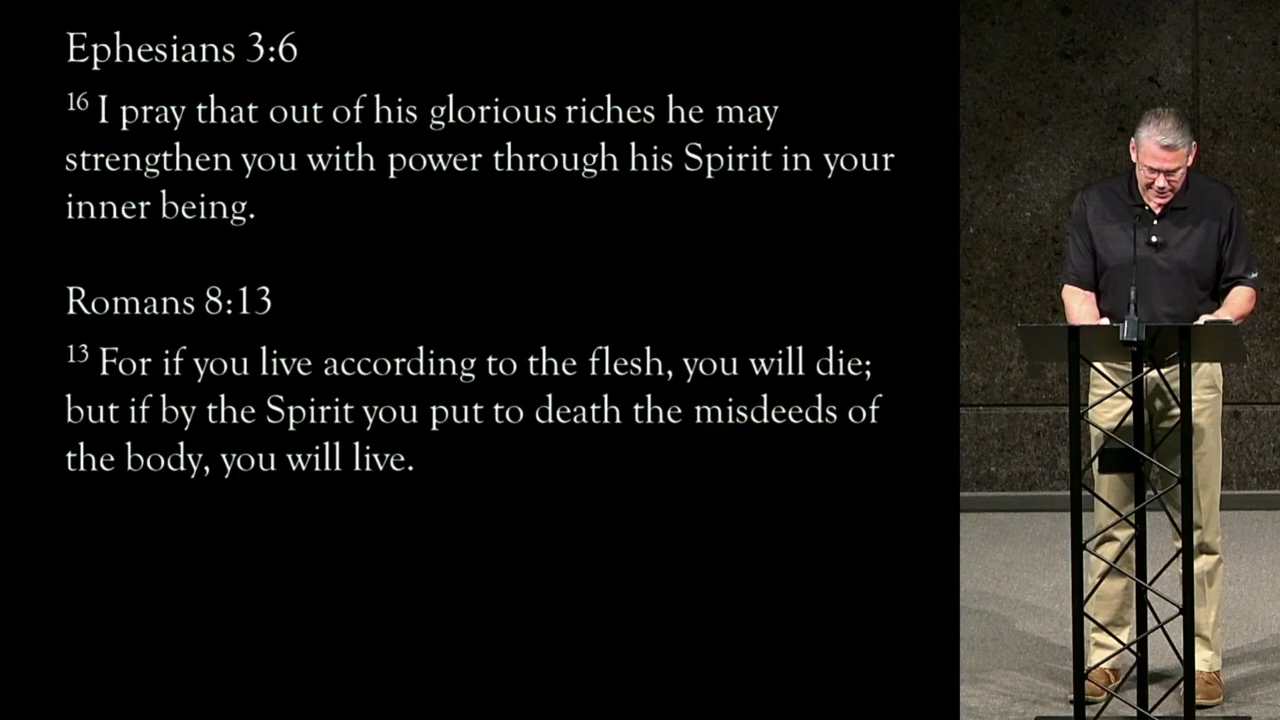 Ephesians 3:6
16 I pray that out of his glorious riches he may
strengthen you with power through his Spirit in your
inner being.
Romans 8:13
13 For if you live according to the flesh, you will die;
but if by the Spirit you put to death the misdeeds of
the body, you will live.